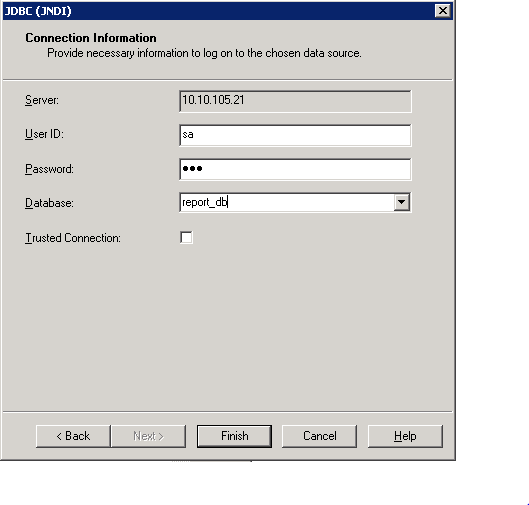 JDBC (JNDI)
Connection Information
Provide necessary information to log on to the chosen data source.
Server: 10.10.105.21
User ID: sa
Password: ●●●
Database: report_db
Trusted Connection:
< Back Next > Finish Cancel Help